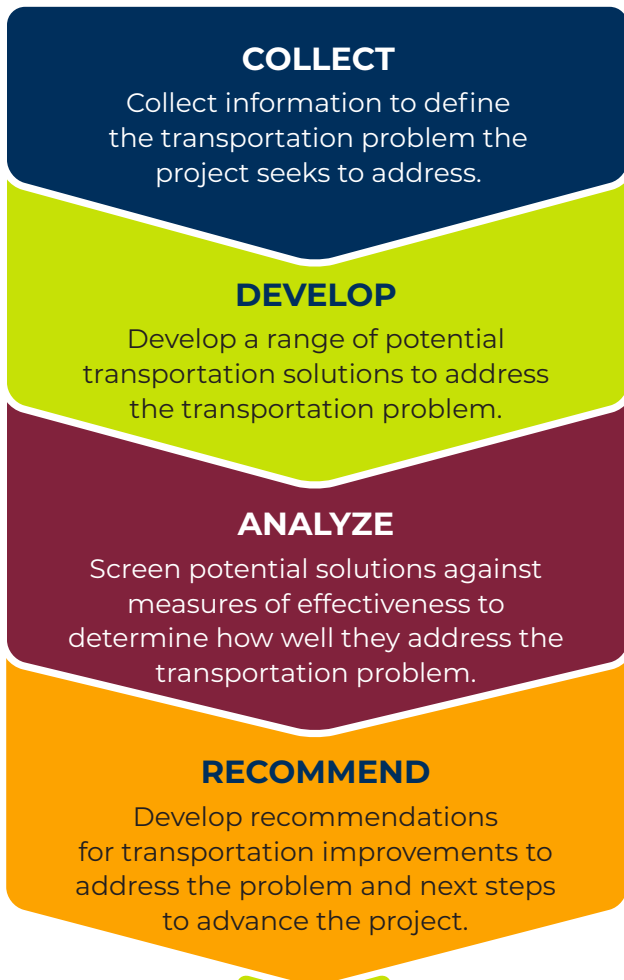 COLLECT
Collect information to define
the transportation problem the
project seeks to address.
DEVELOP
Develop a range of potential
transportation solutions to address
the transportation problem.
ANALYZE
Screen potential solutions against
measures of effectiveness to
determine how well they address the
transportation problem.
RECOMMEND
Develop recommendations
for transportation improvements to
address the problem and next steps
to advance the project.